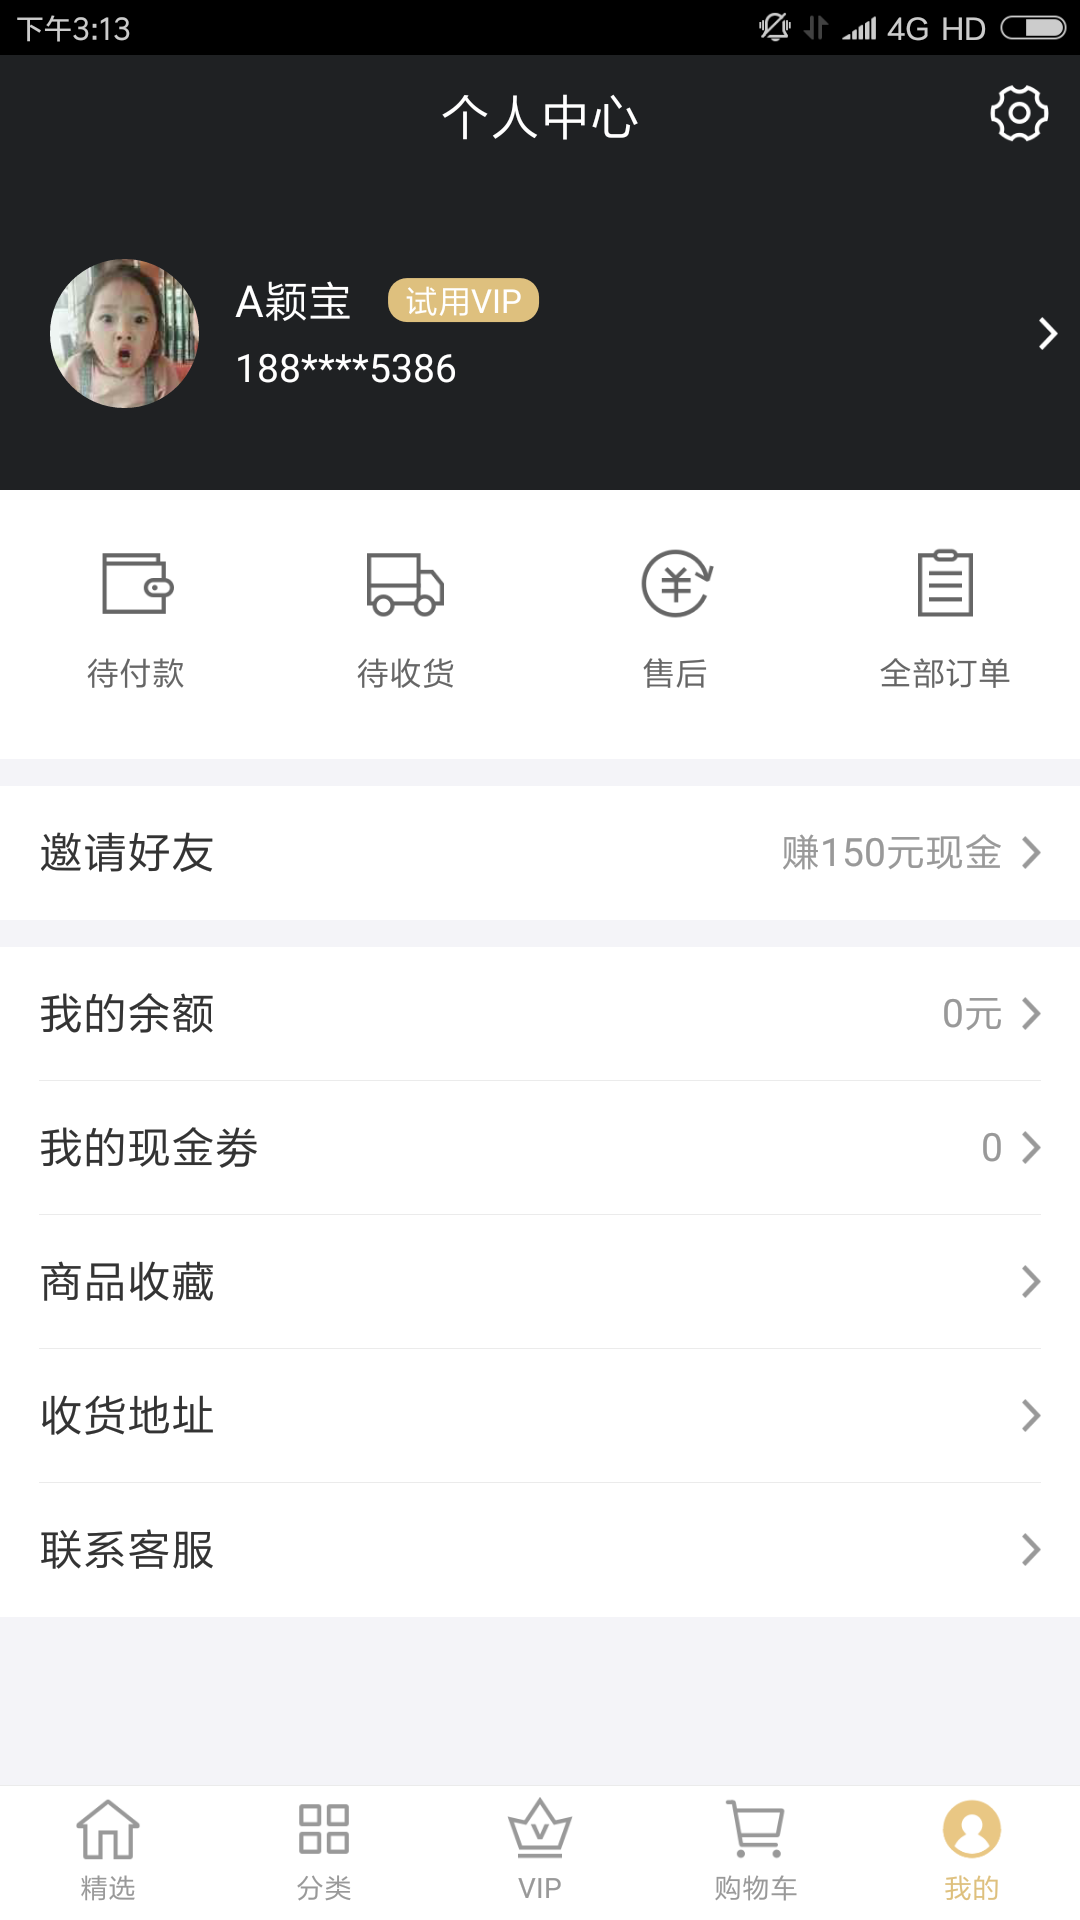 下午3:13
4G HD
个人中心
A颖宝 试用VIP
188****5386
待付款 待收货 售后 全部订单
邀请好友 赚150元现金
我的余额 0元
我的现金劵 0
商品收藏
收货地址
联系客服
精选 分类 VIP 购物车 我的